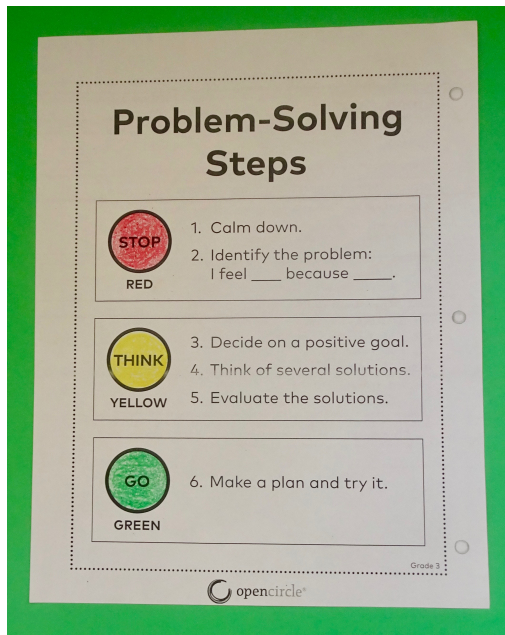 Problem-Solving
Steps
STOP
RED
1. Calm down.
2. Identify the problem:
I feel ____ because _____.
THINK
YELLOW
3. Decide on a positive goal.
4. Think of several solutions.
5. Evaluate the solutions.
GO
GREEN
6. Make a plan and try it.
Grade 3
opencircle®